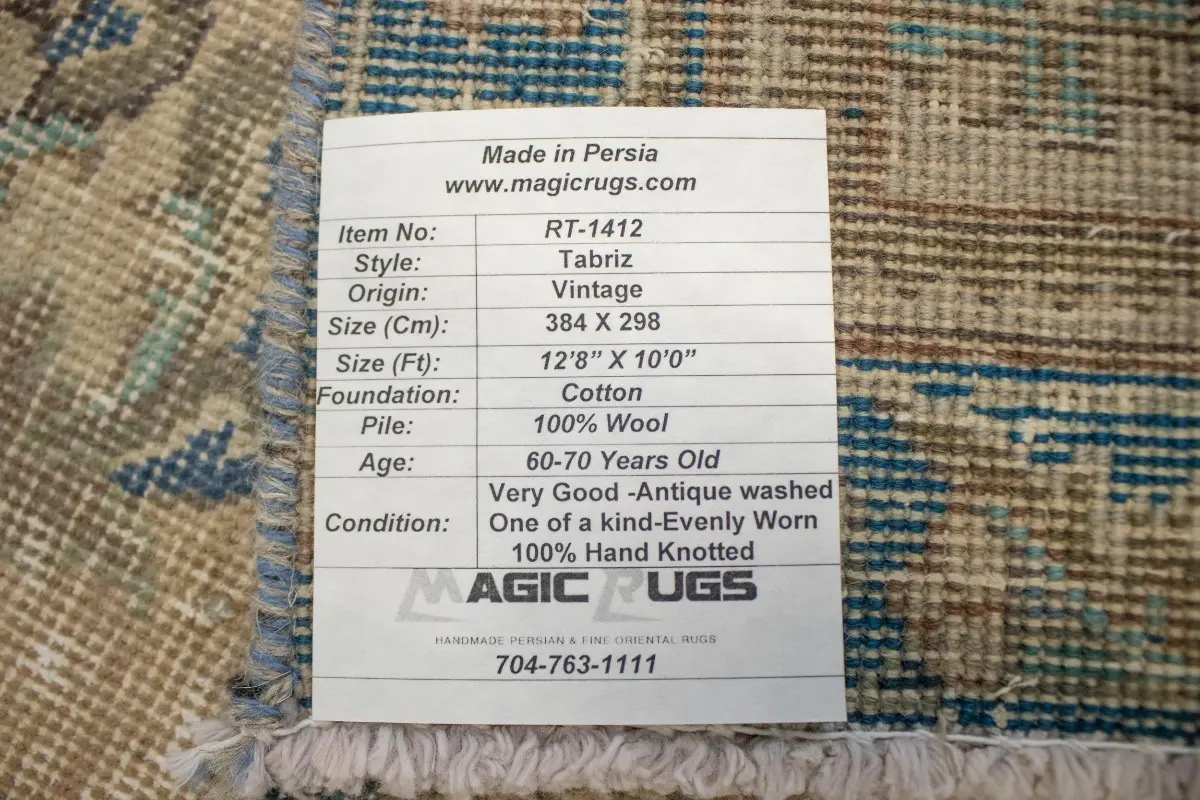 Made in Persia
www.magicrugs.com
Item No: RT-1412
Style: Tabriz
Origin: Vintage
Size (Cm): 384 X 298
Size (Ft): 12’8” X 10’0”
Foundation: Cotton
Pile: 100% Wool
Age: 60-70 Years Old
Condition: Very Good -Antique washed
One of a kind-Evenly Worn
100% Hand Knotted
MAGIC RUGS
HANDMADE PERSIAN & FINE ORIENTAL RUGS
704-763-1111